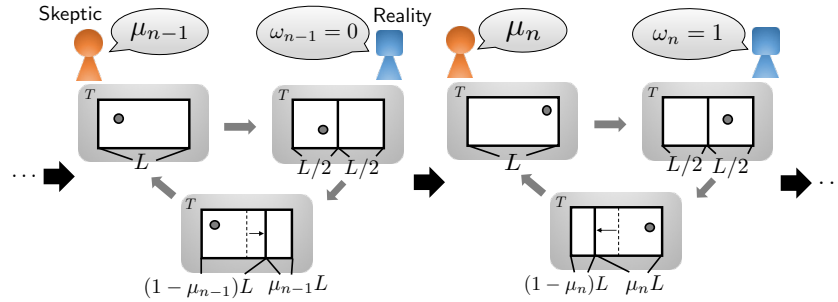 Skeptic
Reality
μ_{n−1}
ω_{n−1} = 0
μ_n
ω_n = 1
T
T
T
T
L
L/2 L/2
L
L/2 L/2
···
··
T
T
(1 − μ_{n−1})L μ_{n−1}L
(1 − μ_n)L μ_nL